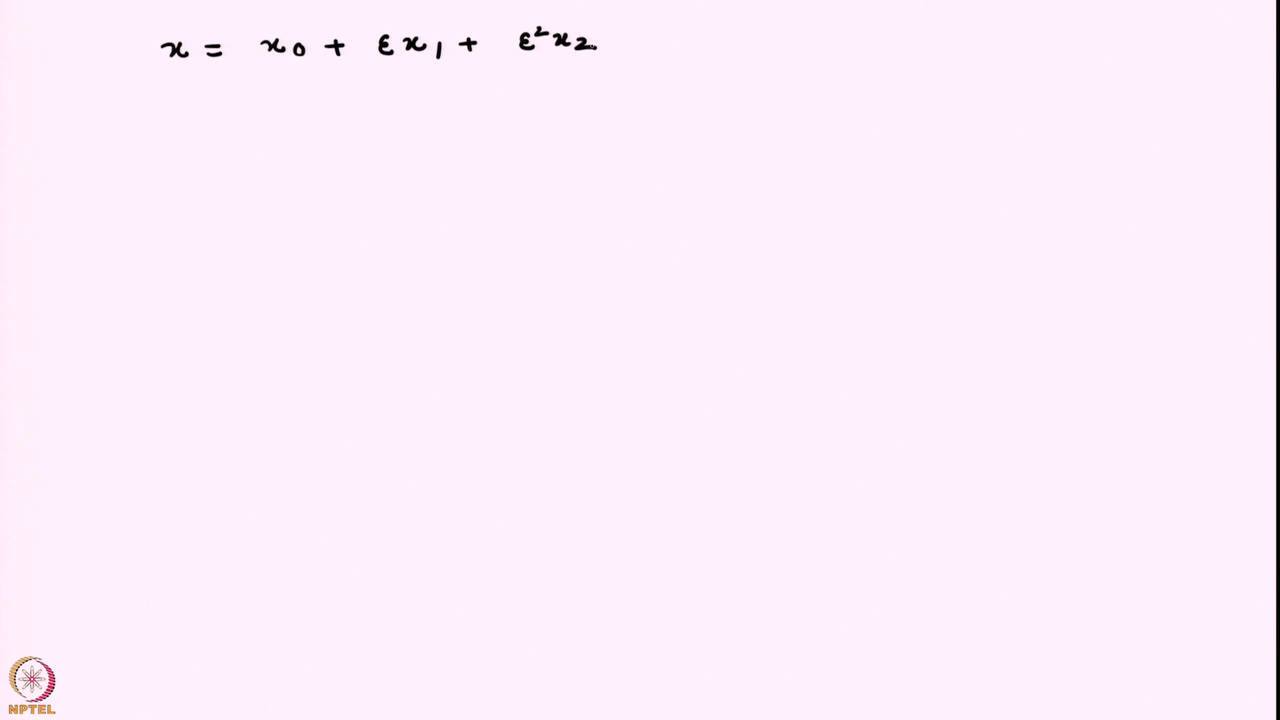 x = x₀ + εx₁ + ε²x₂
NPTEL